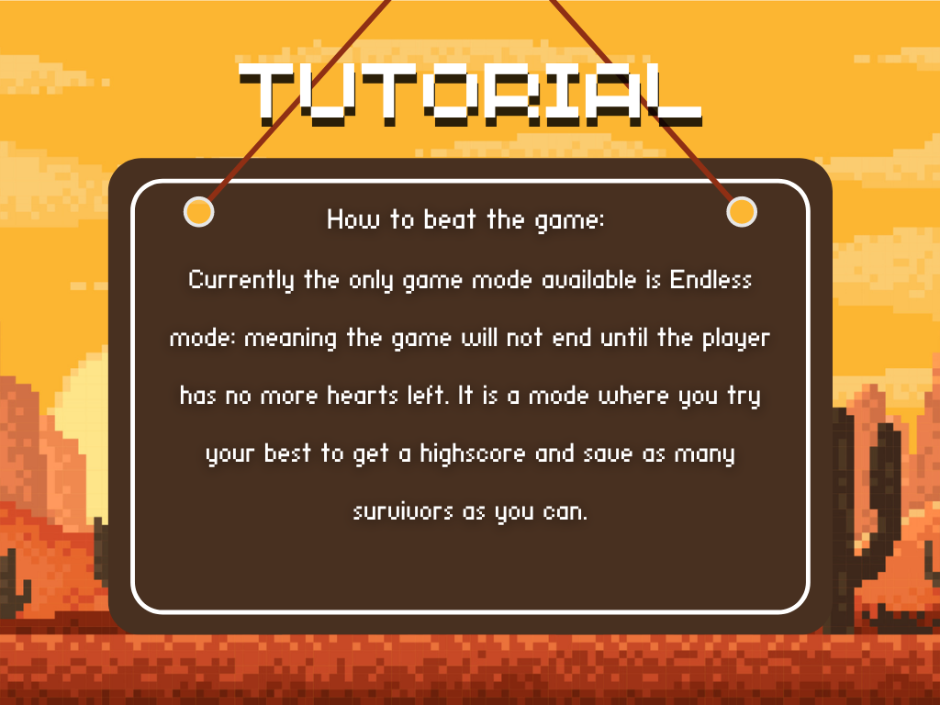 TUTORIAL
How to beat the game:
Currently the only game mode available is Endless
mode: meaning the game will not end until the player
has no more hearts left. It is a mode where you try
your best to get a highscore and save as many
survivors as you can.